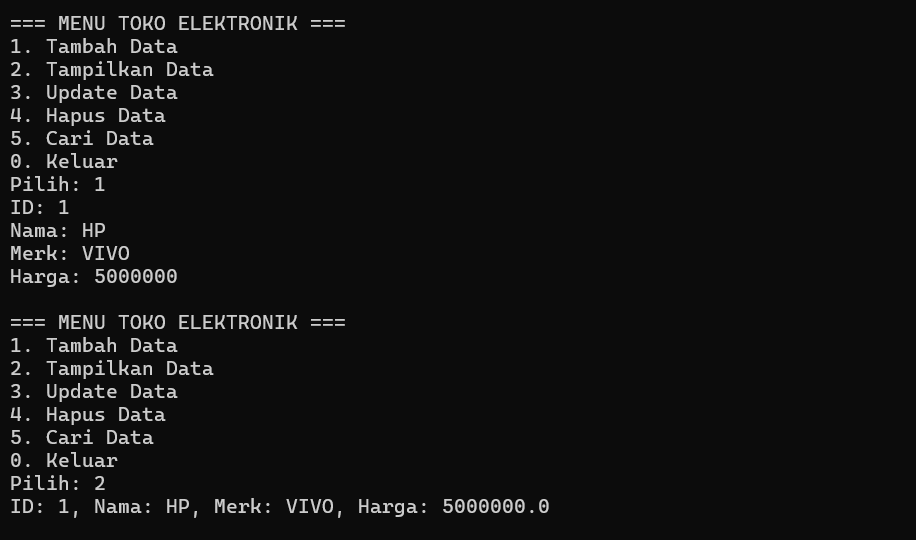 === MENU TOKO ELEKTRONIK ===
1. Tambah Data
2. Tampilkan Data
3. Update Data
4. Hapus Data
5. Cari Data
0. Keluar
Pilih: 1
ID: 1
Nama: HP
Merk: VIVO
Harga: 5000000

=== MENU TOKO ELEKTRONIK ===
1. Tambah Data
2. Tampilkan Data
3. Update Data
4. Hapus Data
5. Cari Data
0. Keluar
Pilih: 2
ID: 1, Nama: HP, Merk: VIVO, Harga: 5000000.0